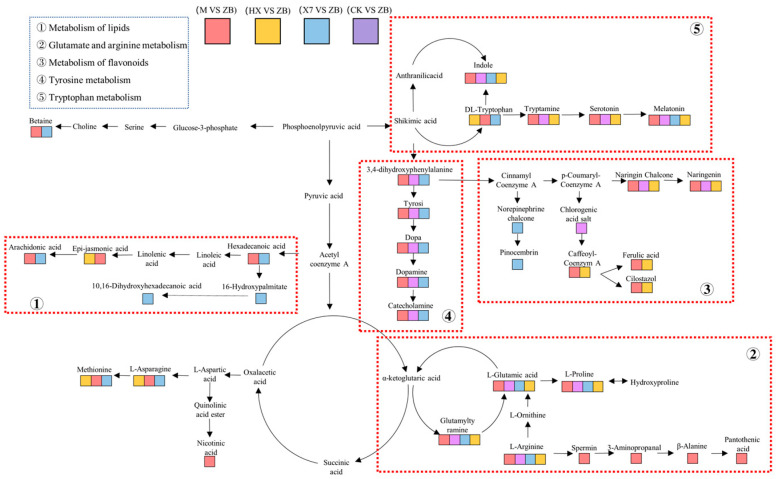 (M VS ZB)
(HX VS ZB)
(X7 VS ZB)
(CK VS ZB)
① Metabolism of lipids
② Glutamate and arginine metabolism
③ Metabolism of flavonoids
④ Tyrosine metabolism
⑤ Tryptophan metabolism
⑤
Indole
Anthranilicacid
DL-Tryptophan
Tryptamine
Serotonin
Melatonin
Betaine
Choline
Serine
Glucose-3-phosphate
Phosphoenolpyruvic acid
Shikimic acid
3,4-dihydroxyphenylalanine
Tyrosi
Dopa
Dopamine
Catecholamine
④
Cinnamyl
Coenzyme A
p-Coumaryl-
Coenzyme A
Naringin Chalcone
Naringenin
Norepinephrine
chalcone
Chlorogenic
acid salt
Pinocembrin
Caffeoyl-
Coenzym A
Ferulic acid
Cilostazol
③
Pyruvic acid
Acetyl
coenzyme A
Arachidonic acid
Epi-jasmonic acid
Linolenic acid
Linoleic acid
Hexadecanoic acid
10,16-Dihydroxyhexadecanoic acid
16-Hydroxypalmitate
①
Methionine
L-Asparagine
L-Aspartic
acid
Oxalacetic acid
Quinolinic
acid ester
Nicotinic
acid
Succinic
acid
α-ketoglutaric acid
②
L-Glutamic acid
L-Proline
Hydroxyproline
Glutamylty
ramine
L-Ornithine
L-Arginine
Spermin
3-Aminopropanal
β-Alanine
Pantothenic
acid